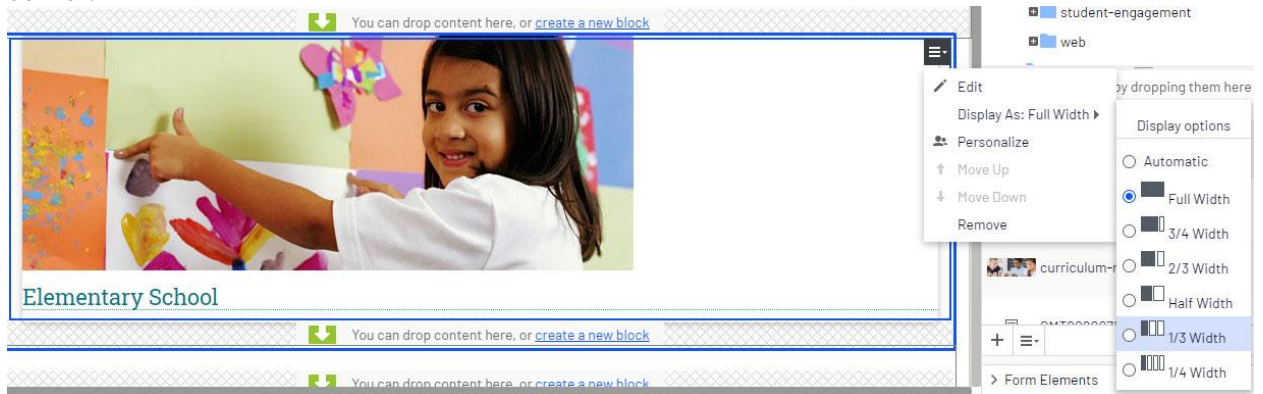 You can drop content here, or create a new block
student-engagement
web
Edit
by dropping them here
Display As: Full Width
Display options
Personalize
Automatic
Move Up
Full Width
Move Down
3/4 Width
Remove
2/3 Width
curriculum-
Half Width
Elementary School
1/3 Width
You can drop content here, or create a new block
1/4 Width
Form Elements
You can drop content here, or create a new block